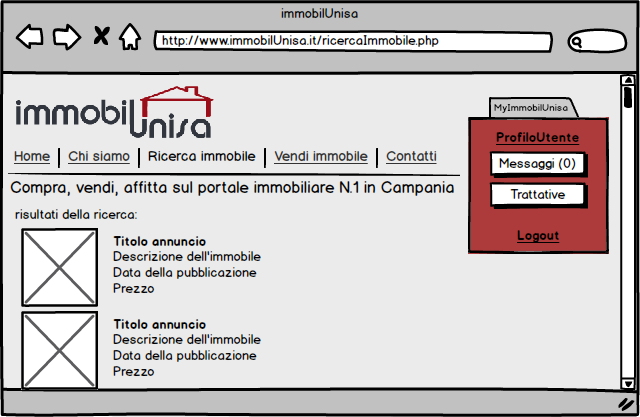 immobilUnisa
http://www.immobilUnisa.it/ricercaImmobile.php
immobilUnisa
MyImmobilUnisa
ProfiloUtente
Messaggi (0)
Trattative
Logout
Home Chi siamo Ricerca immobile Vendi immobile Contatti
Compra, vendi, affitta sul portale immobiliare N.1 in Campania
risultati della ricerca:
Titolo annuncio
Descrizione dell'immobile
Data della pubblicazione
Prezzo
Titolo annuncio
Descrizione dell'immobile
Data della pubblicazione
Prezzo